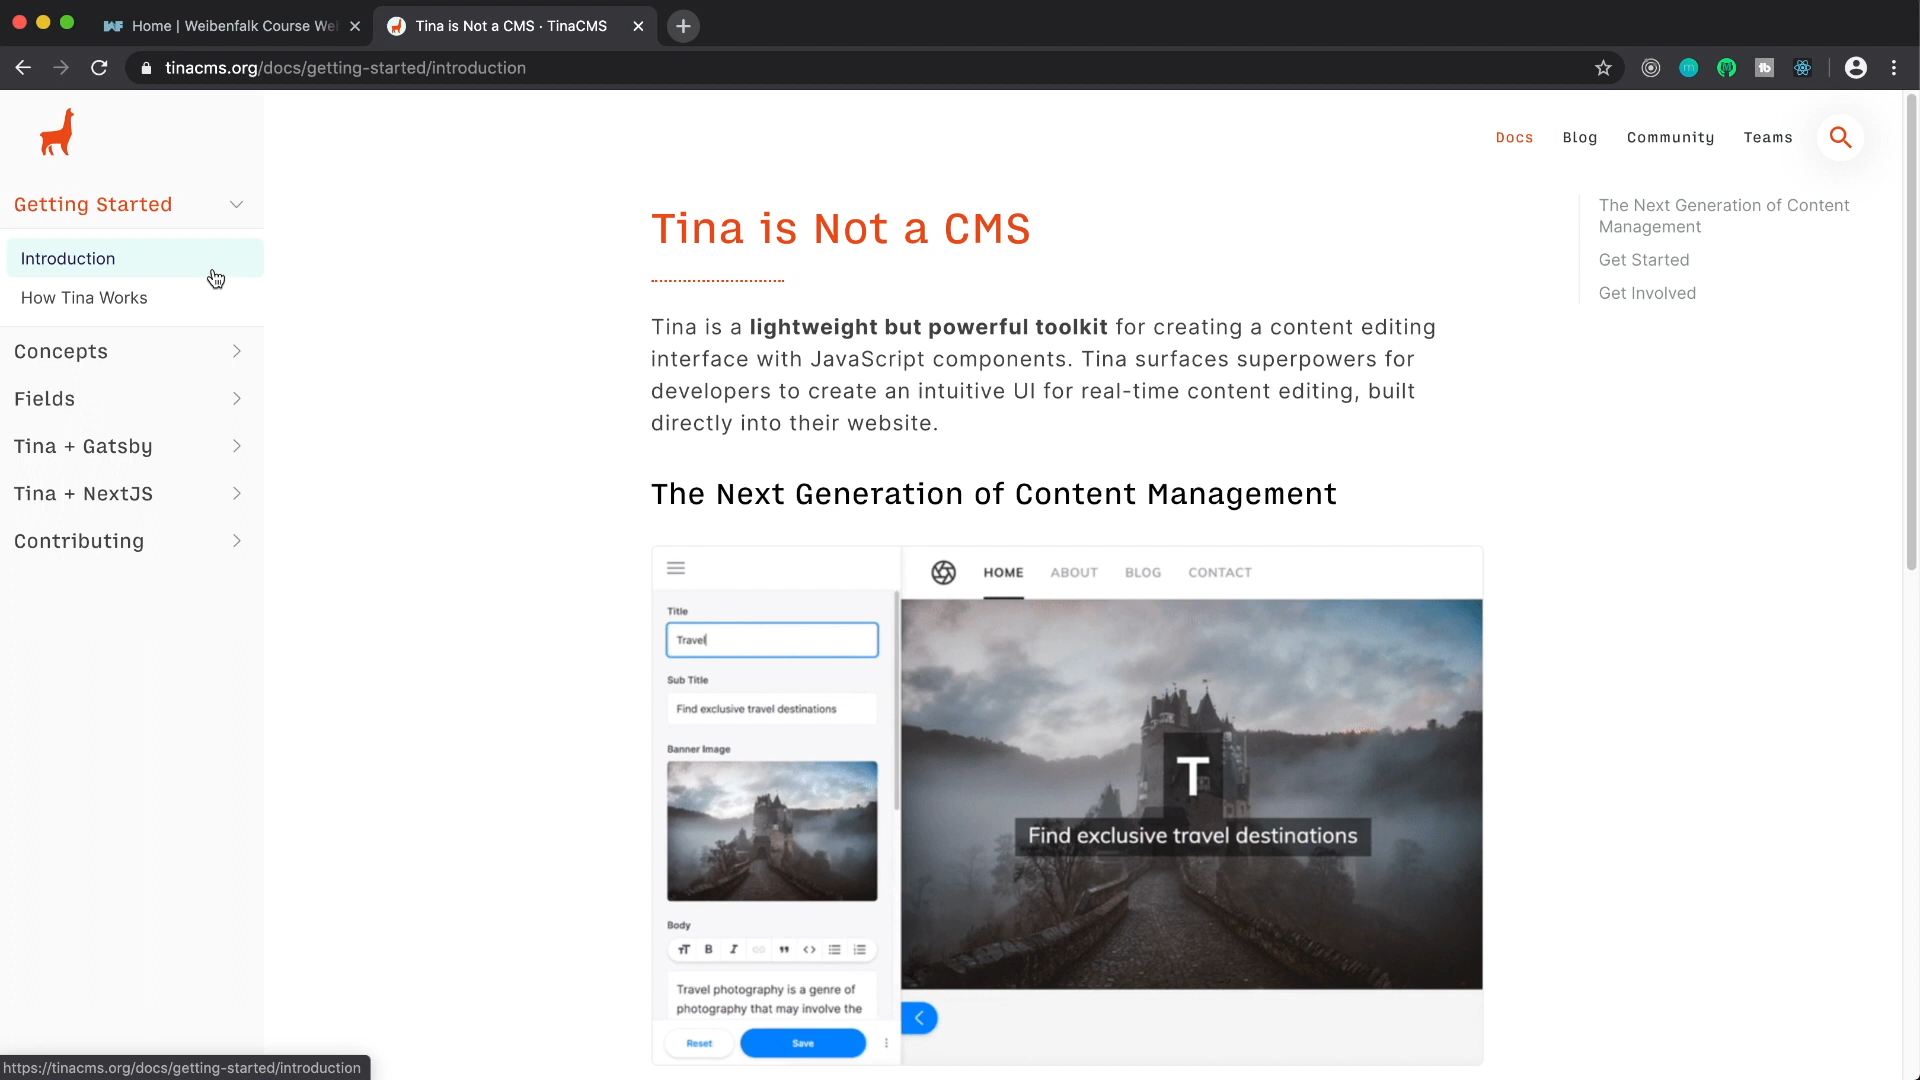 Home | Weibenfalk Course Wel
Tina is Not a CMS · TinaCMS
tinacms.org/docs/getting-started/introduction
Docs
Blog
Community
Teams
Getting Started
Introduction
How Tina Works
Concepts
Fields
Tina + Gatsby
Tina + NextJS
Contributing
Tina is Not a CMS
Tina is a lightweight but powerful toolkit for creating a content editing
interface with JavaScript components. Tina surfaces superpowers for
developers to create an intuitive UI for real-time content editing, built
directly into their website.
The Next Generation of Content Management
The Next Generation of Content
Management
Get Started
Get Involved
Title
Travel
Sub Title
Find exclusive travel destinations
Banner Image
Body
Travel photography is a genre of
photography that may involve the
Reset
Save
HOME
ABOUT
BLOG
CONTACT
T
Find exclusive travel destinations
https://tinacms.org/docs/getting-started/introduction